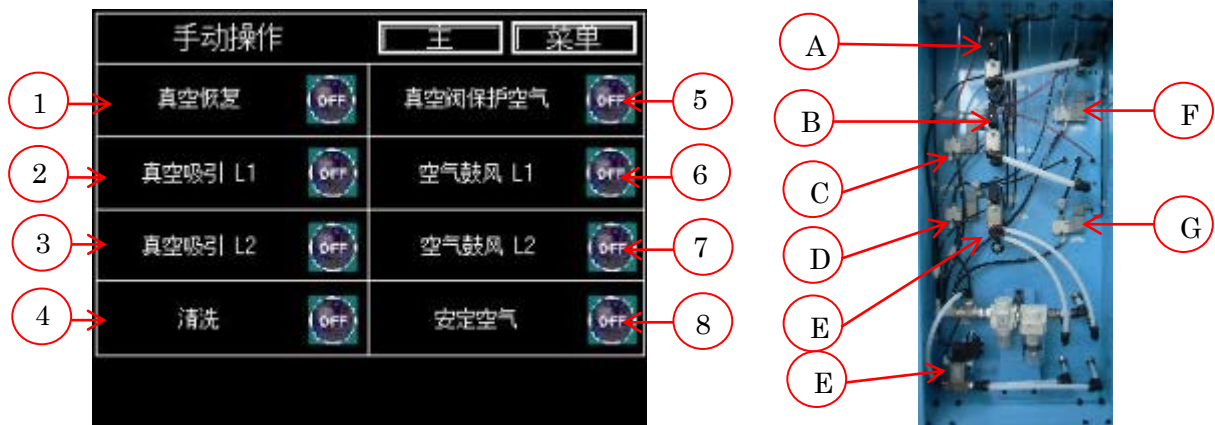 手动操作 主 菜单
1 真空恢复 OFF 真空阀保护空气 OFF 5
2 真空吸引 L1 OFF 空气鼓风 L1 OFF 6
3 真空吸引 L2 OFF 空气鼓风 L2 OFF 7
4 清洗 OFF 安定空气 OFF 8
A
B
F
C
G
D
E
E